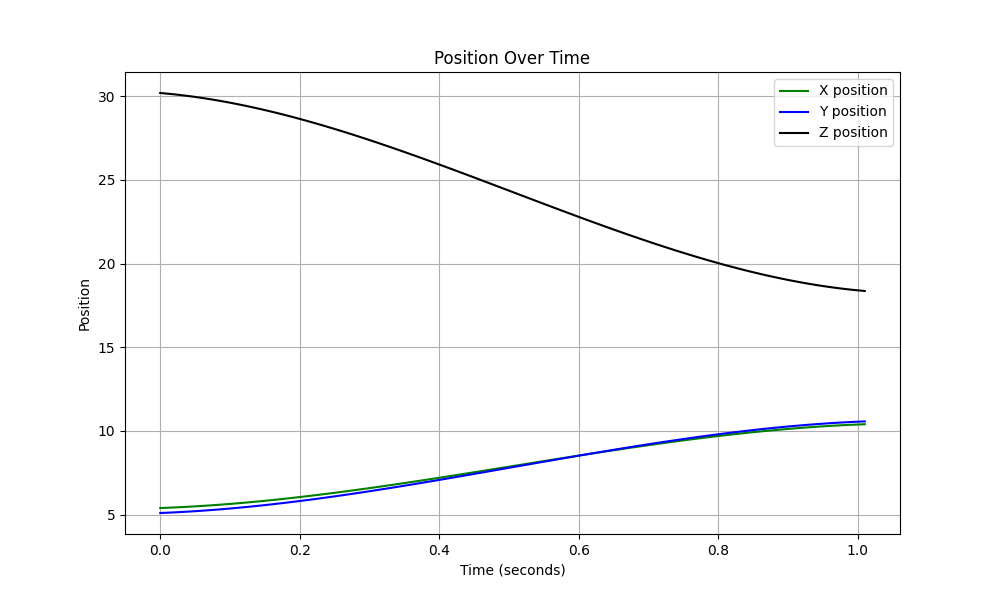 Position Over Time
X position
Y position
Z position
30
25
20
15
10
5
Position
0.0 0.2 0.4 0.6 0.8 1.0
Time (seconds)